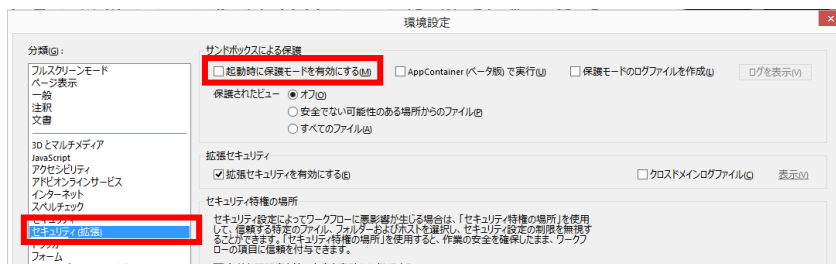 環境設定
分類(G):
フルスクリーンモード
ページ表示
一般
注釈
文書
3D とマルチメディア
JavaScript
アクセシビリティ
アドビオンラインサービス
インターネット
スペルチェック
セキュリティ
セキュリティ (拡張)
トラッカー
フォーム
サンドボックスによる保護
起動時に保護モードを有効にする(M)
AppContainer (ベータ版) で実行(U)
保護モードのログファイルを作成(L)
グを表示(V)
保護されたビュー
オフ(O)
安全でない可能性のある場所からのファイル(P)
すべてのファイル(A)
拡張セキュリティ
拡張セキュリティを有効にする(E)
クロスドメインログファイル(C)
表示(V)
セキュリティ特権の場所
セキュリティ設定によってワークフローに悪影響が生じる場合は、「セキュリティ特権の場所」を使用
して、信頼する特定のファイル、フォルダーおよびホストを選択し、セキュリティ設定の制限を無視す
ることができます。「セキュリティ特権の場所」を使用すると、作業の安全を確保したまま、ワークフ
ローの項目に信頼を付与できます。